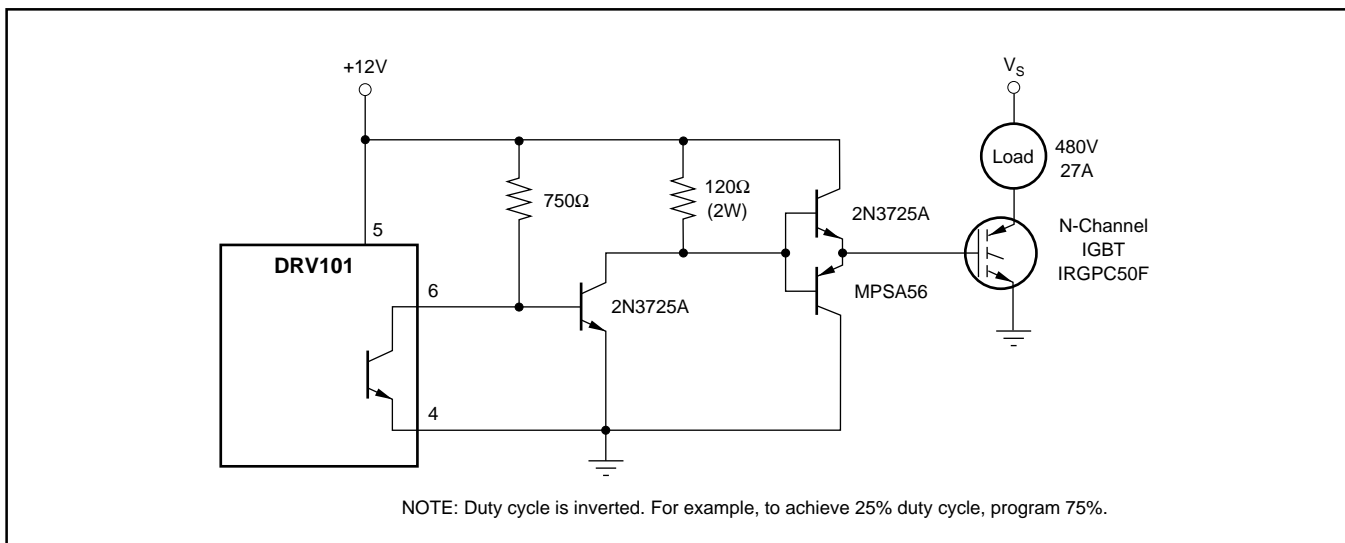 +12V
V_S
Load
480V
27A
750Ω
120Ω
(2W)
2N3725A
N-Channel
IGBT
IRGPC50F
5
DRV101
MPSA56
6
2N3725A
4
NOTE: Duty cycle is inverted. For example, to achieve 25% duty cycle, program 75%.